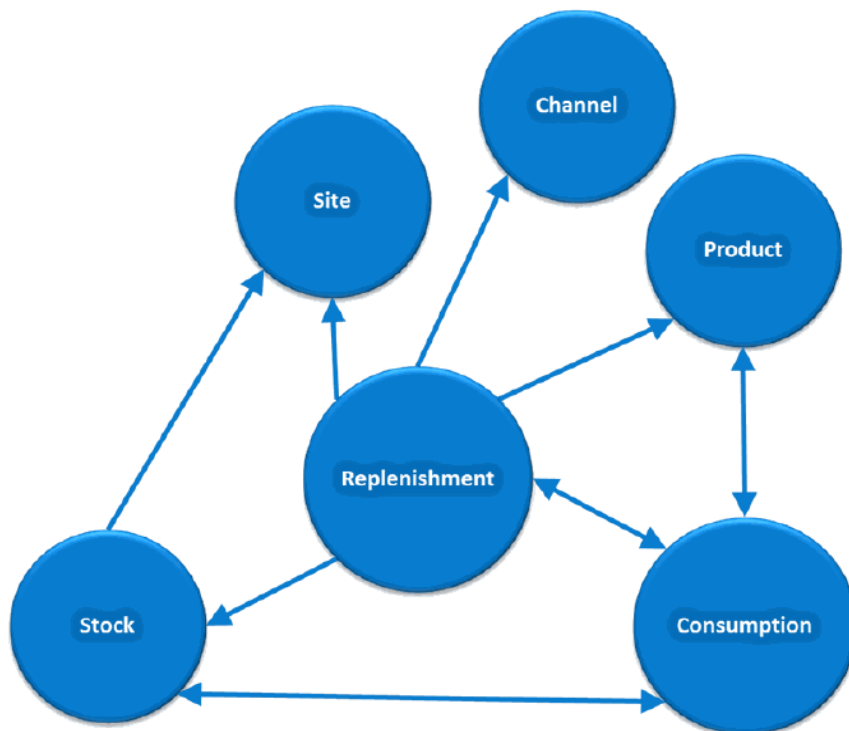 Channel
Site
Product
Replenishment
Stock
Consumption